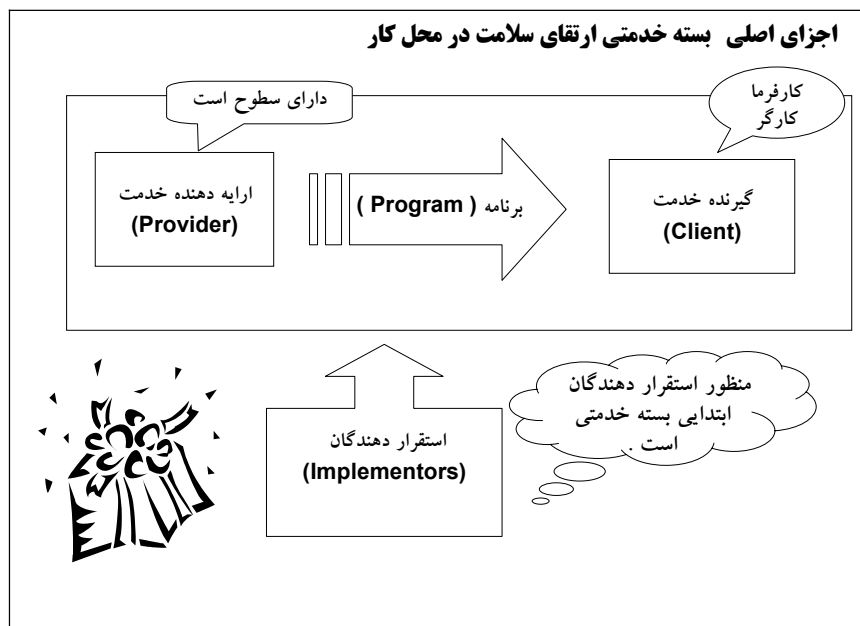 اجزای اصلی بسته خدمتی ارتقای سلامت در محل کار
کارفرما
کارگر
دارای سطوح است
گیرنده خدمت
(Client)
برنامه ( Program )
ارایه دهنده خدمت
(Provider)
منظور استقرار دهندگان
ابتدایی بسته خدمتی
است .
استقرار دهندگان
(Implementors)